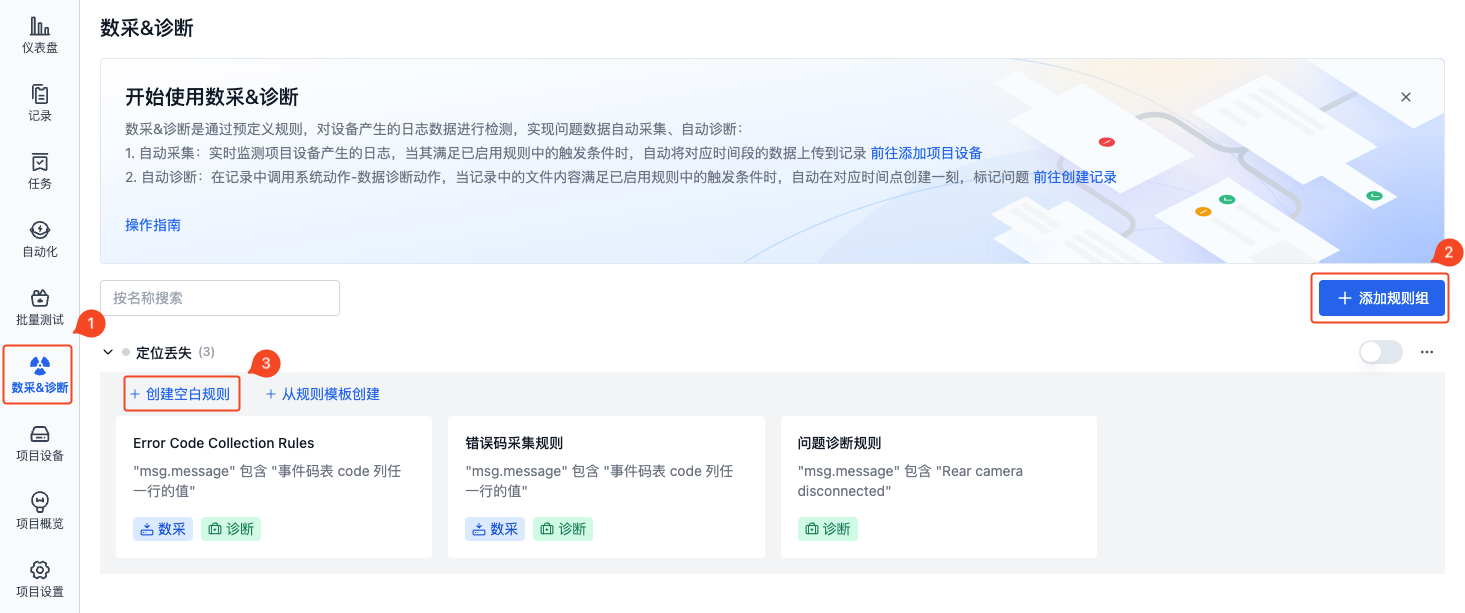 仪表盘
记录
任务
自动化
批量测试
1
数采&诊断
项目设备
项目概览
项目设置
数采&诊断
开始使用数采&诊断
数采&诊断是通过预定义规则，对设备产生的日志数据进行检测，实现问题数据自动采集、自动诊断：
1. 自动采集：实时监测项目设备产生的日志，当其满足已启用规则中的触发条件时，自动将对应时间段的数据上传到记录 前往添加项目设备
2. 自动诊断：在记录中调用系统动作-数据诊断动作，当记录中的文件内容满足已启用规则中的触发条件时，自动在对应时间点创建一刻，标记问题 前往创建记录
操作指南
2
按名称搜索
+ 添加规则组
定位丢失 (3)
3
+ 创建空白规则 + 从规则模板创建
Error Code Collection Rules
"msg.message" 包含 "事件码表 code 列任
一行的值"
数采 诊断
错误码采集规则
"msg.message" 包含 "事件码表 code 列任
一行的值"
数采 诊断
问题诊断规则
"msg.message" 包含 "Rear camera
disconnected"
诊断